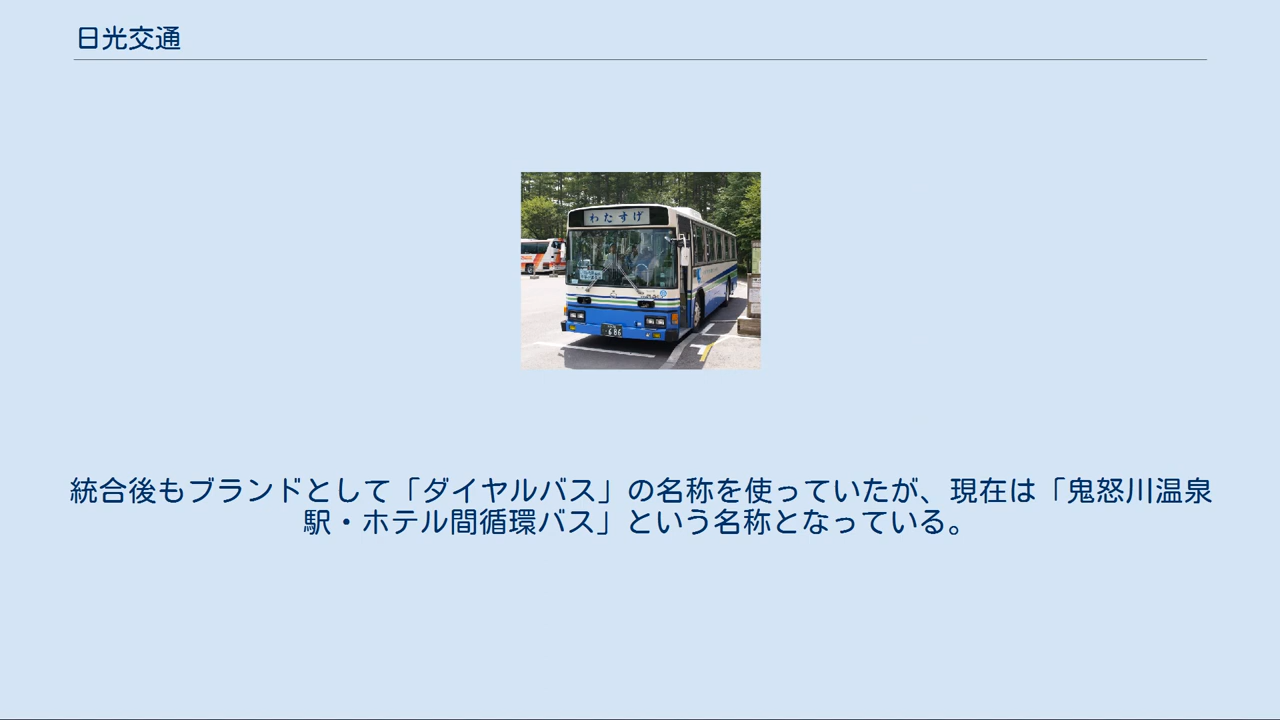 日光交通
わたすげ
686
統合後もブランドとして「ダイヤルバス」の名称を使っていたが、現在は「鬼怒川温泉
駅・ホテル間循環バス」という名称となっている。